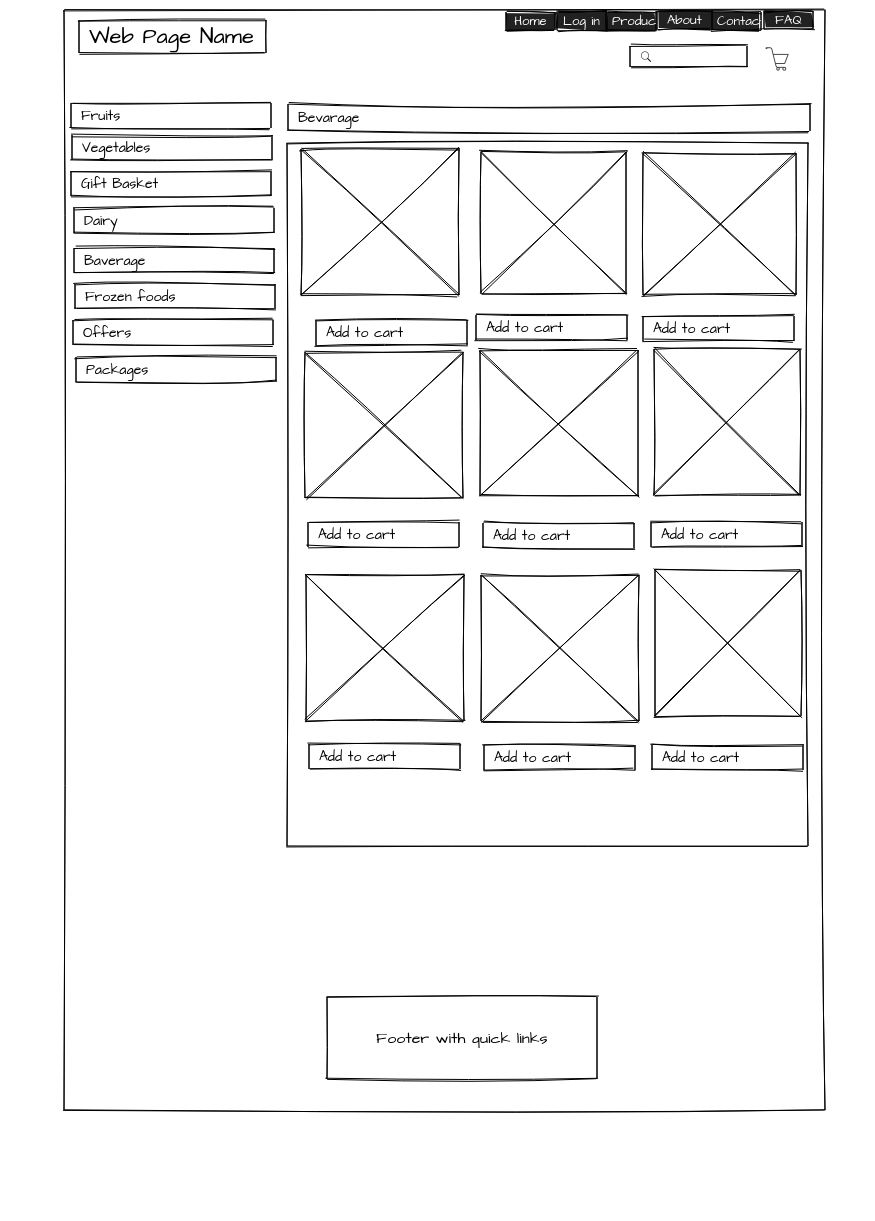 Home Log in Produc About Contac FAQ
Web Page Name
Fruits
Vegetables
Gift Basket
Dairy
Baverage
Frozen foods
Offers
Packages
Bevarage
Add to cart Add to cart Add to cart
Add to cart Add to cart Add to cart
Add to cart Add to cart Add to cart
Footer with quick links